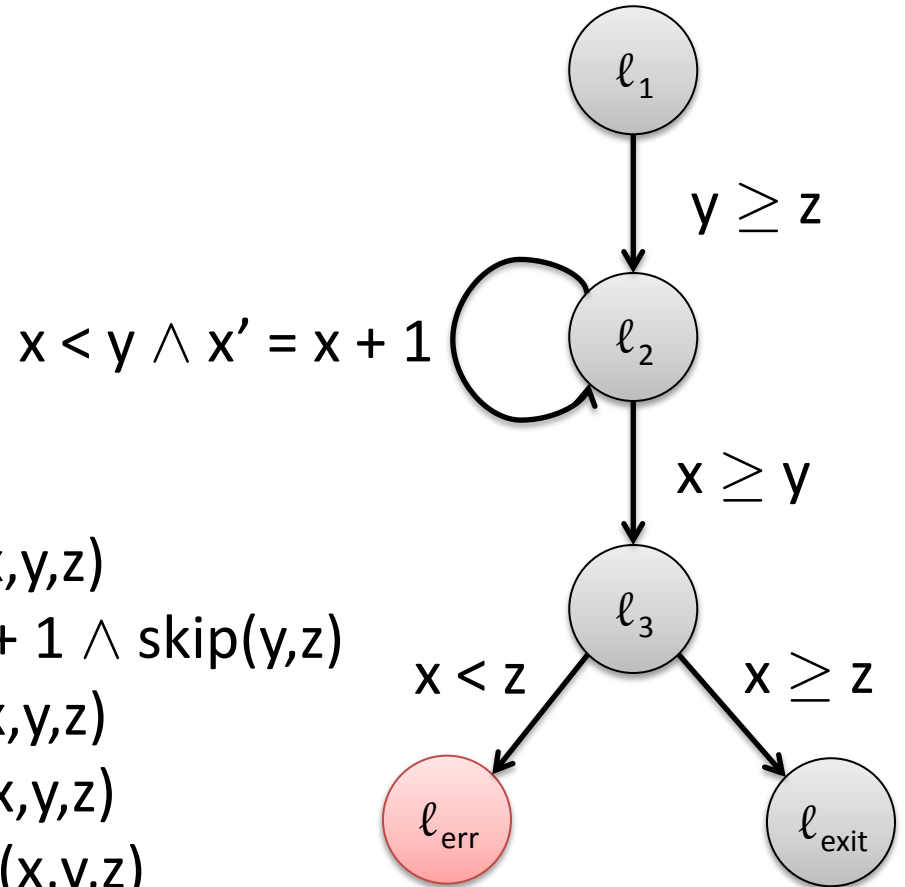 ℓ1
y ≥ z
x < y ∧ x’ = x + 1
ℓ2
x ≥ y
,y,z)
+ 1 ∧ skip(y,z)
,y,z)
x,y,z)
(x,y,z)
ℓ3
x < z
x ≥ z
ℓerr
ℓexit